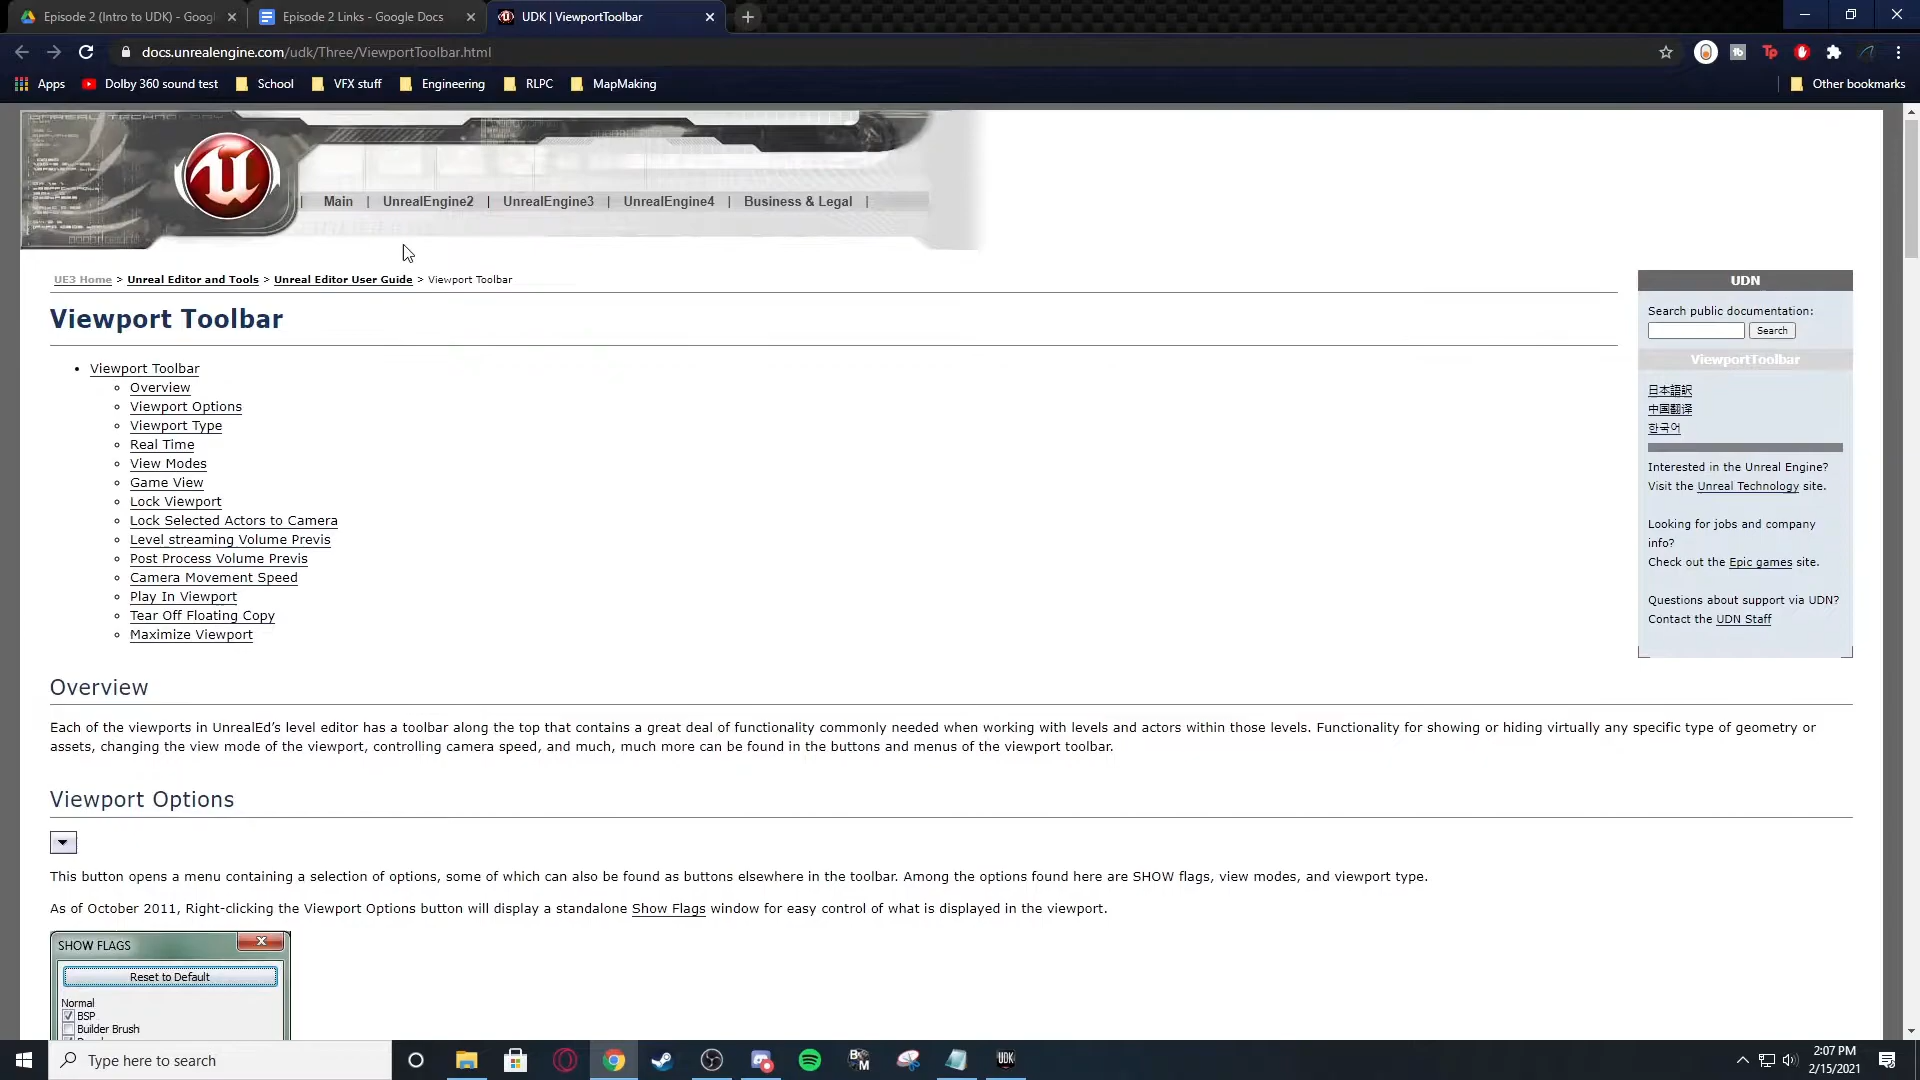 Episode 2 (Intro to UDK) - Googl
Episode 2 Links - Google Docs
UDK | ViewportToolbar
docs.unrealengine.com/udk/Three/ViewportToolbar.html
Apps
Dolby 360 sound test
School
VFX stuff
Engineering
RLPC
MapMaking
Other bookmarks
| Main | UnrealEngine2 | UnrealEngine3 | UnrealEngine4 | Business & Legal |
UE3 Home > Unreal Editor and Tools > Unreal Editor User Guide > Viewport Toolbar
Viewport Toolbar
Viewport Toolbar
Overview
Viewport Options
Viewport Type
Real Time
View Modes
Game View
Lock Viewport
Lock Selected Actors to Camera
Level streaming Volume Previs
Post Process Volume Previs
Camera Movement Speed
Play In Viewport
Tear Off Floating Copy
Maximize Viewport
UDN
Search public documentation:
Search
ViewportToolbar
日本語訳
中国翻译
한국어
Interested in the Unreal Engine?
Visit the Unreal Technology site.
Looking for jobs and company
info?
Check out the Epic games site.
Questions about support via UDN?
Contact the UDN Staff
Overview
Each of the viewports in UnrealEd's level editor has a toolbar along the top that contains a great deal of functionality commonly needed when working with levels and actors within those levels. Functionality for showing or hiding virtually any specific type of geometry or
assets, changing the view mode of the viewport, controlling camera speed, and much, much more can be found in the buttons and menus of the viewport toolbar.
Viewport Options
This button opens a menu containing a selection of options, some of which can also be found as buttons elsewhere in the toolbar. Among the options found here are SHOW flags, view modes, and viewport type.
As of October 2011, Right-clicking the Viewport Options button will display a standalone Show Flags window for easy control of what is displayed in the viewport.
SHOW FLAGS
Reset to Default
Normal
BSP
Builder Brush
Type here to search
UDK
2:07 PM
2/15/2021